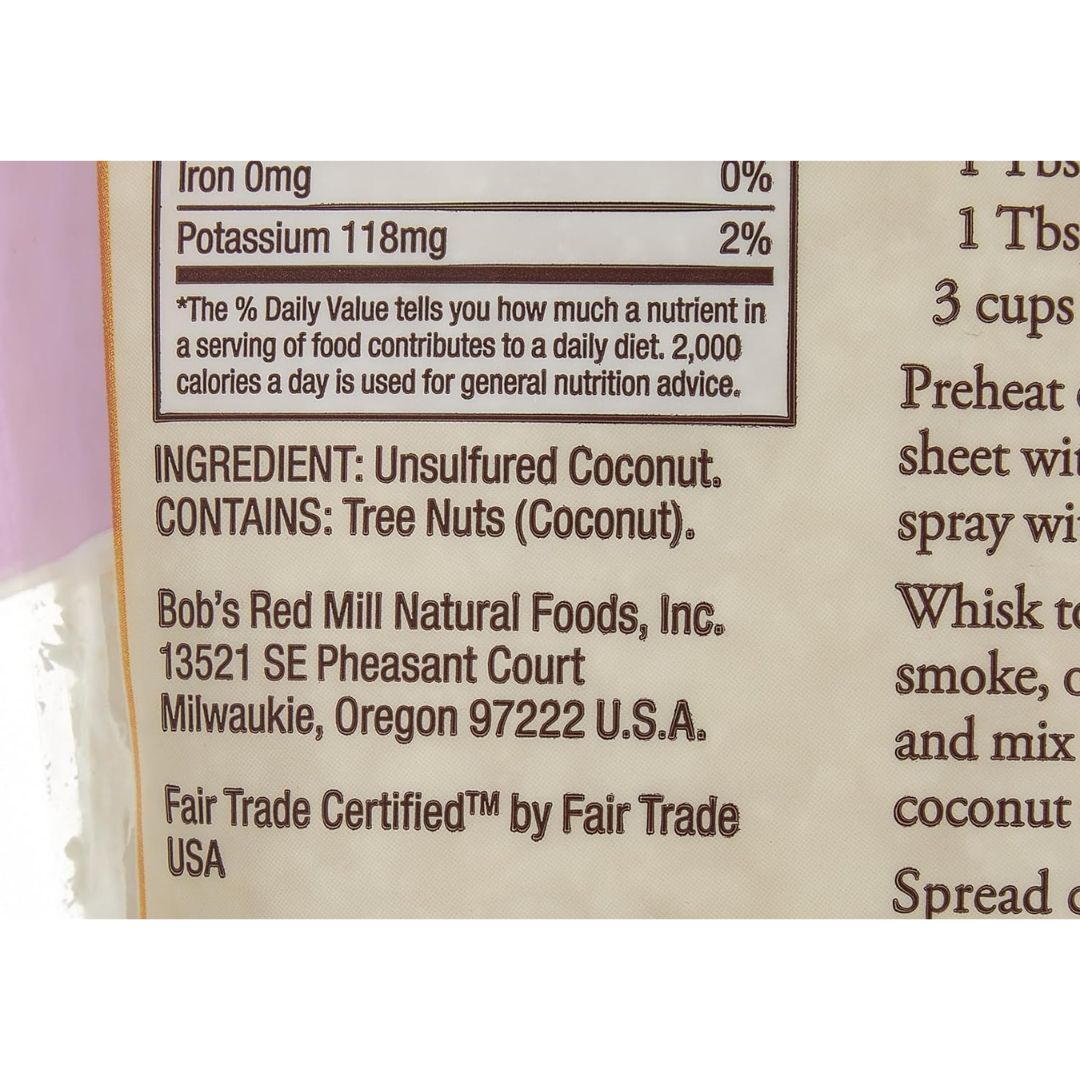 Iron 0mg 0%
Potassium 118mg 2%
*The % Daily Value tells you how much a nutrient in
a serving of food contributes to a daily diet. 2,000
calories a day is used for general nutrition advice.
INGREDIENT: Unsulfured Coconut.
CONTAINS: Tree Nuts (Coconut).
Bob's Red Mill Natural Foods, Inc.
13521 SE Pheasant Court
Milwaukie, Oregon 97222 U.S.A.
Fair Trade Certified™ by Fair Trade
USA
1 Tbs
3 cups
Preheat
sheet
spray
Whisk
smoke,
and mix
coconut
Spread